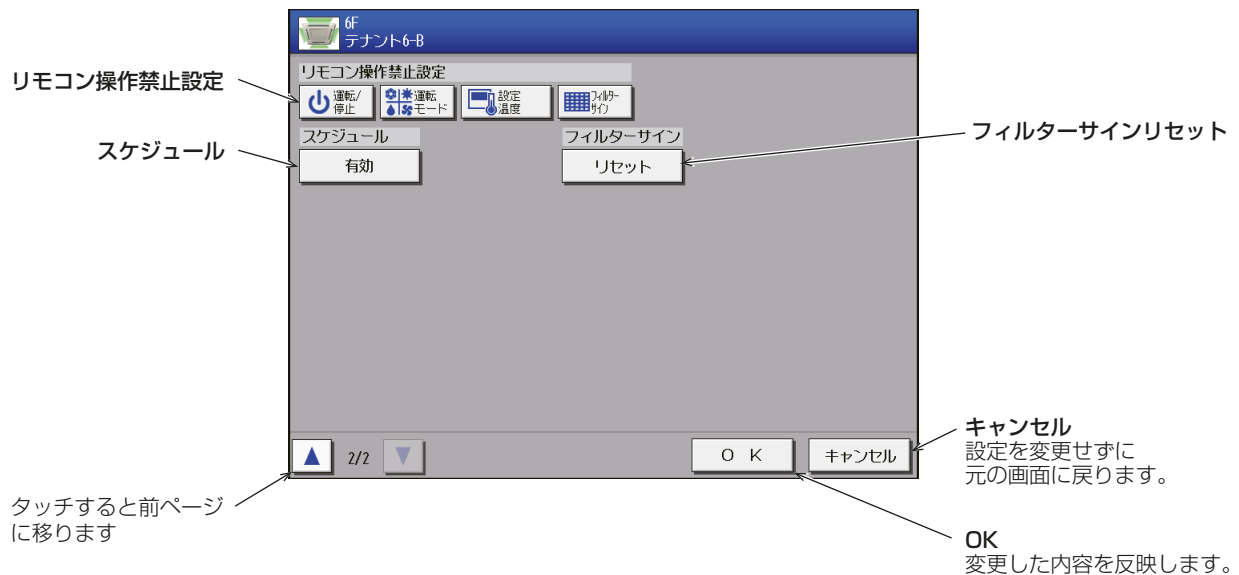 6F
テナント6-B
リモコン操作禁止設定
リモコン操作禁止設定
運転/
停止
運転
モード
設定
温度
フィルター
サイン
スケジュール
フィルターサイン
フィルターサインリセット
スケジュール
有効
リセット
2/2
O K
キャンセル
キャンセル
設定を変更せずに
元の画面に戻ります。
タッチすると前ページ
に移ります
OK
変更した内容を反映します。